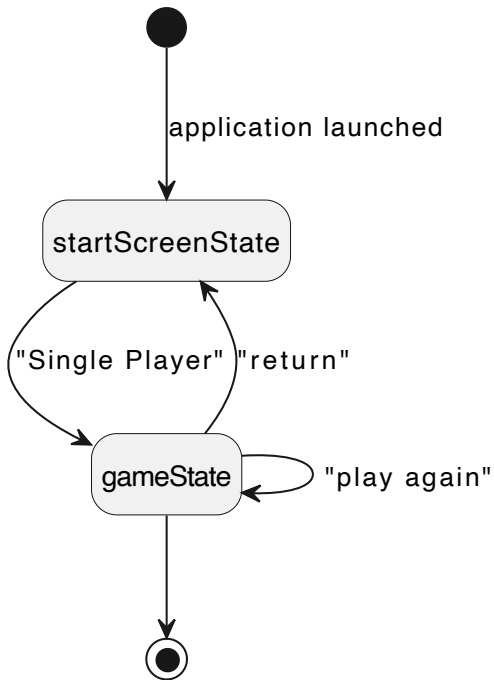 application launched
startScreenState
"Single Player"
"return"
gameState
"play again"